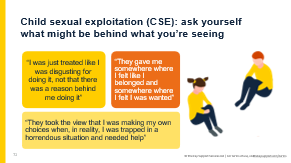 Child sexual exploitation (CSE): ask yourself
what might be behind what you're seeing
"I was just treated like I
was disgusting for
doing it, not that there
was a reason behind
me doing it"
"They gave me
somewhere where
I felt like I
belonged and
somewhere where
I felt I was wanted"
"They took the view that I was making my own
choices when, in reality, I was trapped in a
horrendous situation and needed help"